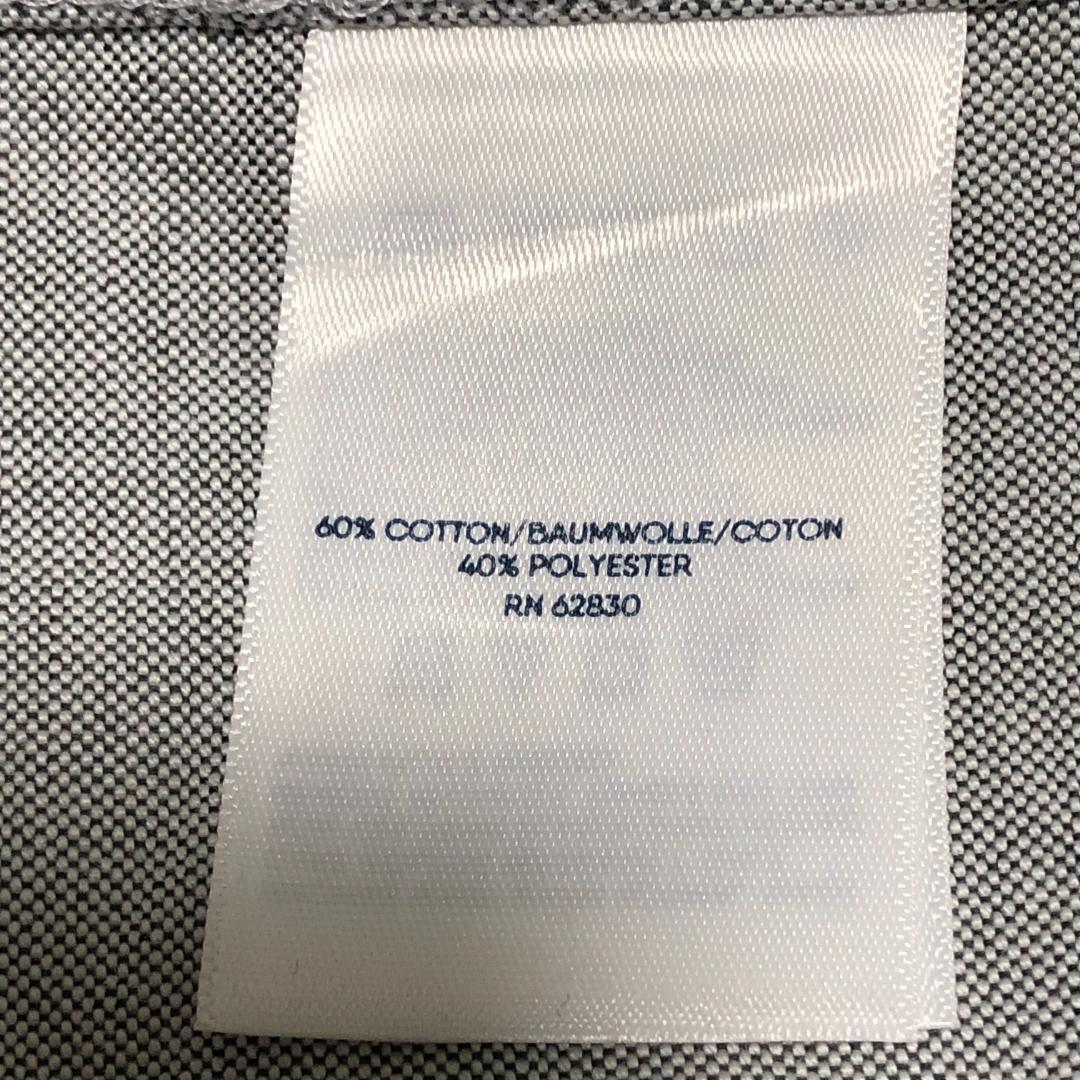 60% COTTON/BAUMWOLLE/COTON
40% POLYESTER
RN 62830